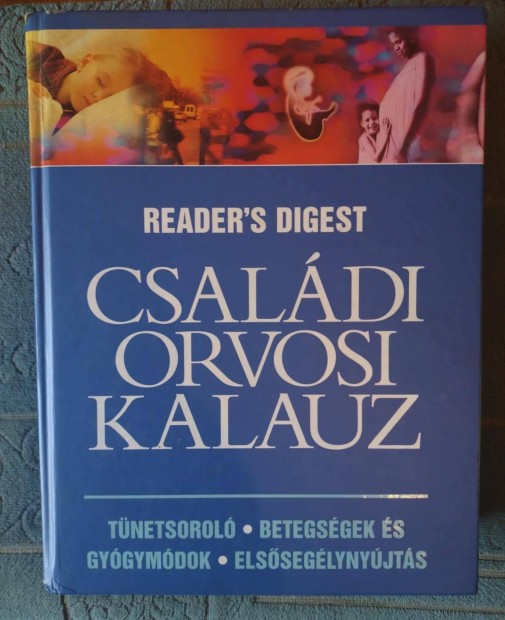 READER'S DIGEST
CSALÁDI
ORVOSI
KALAUZ
TÜNETSOROLÓ • BETEGSÉGEK ÉS
GYÓGYMÓDOK • ELSŐSEGÉLYNYÚJTÁS